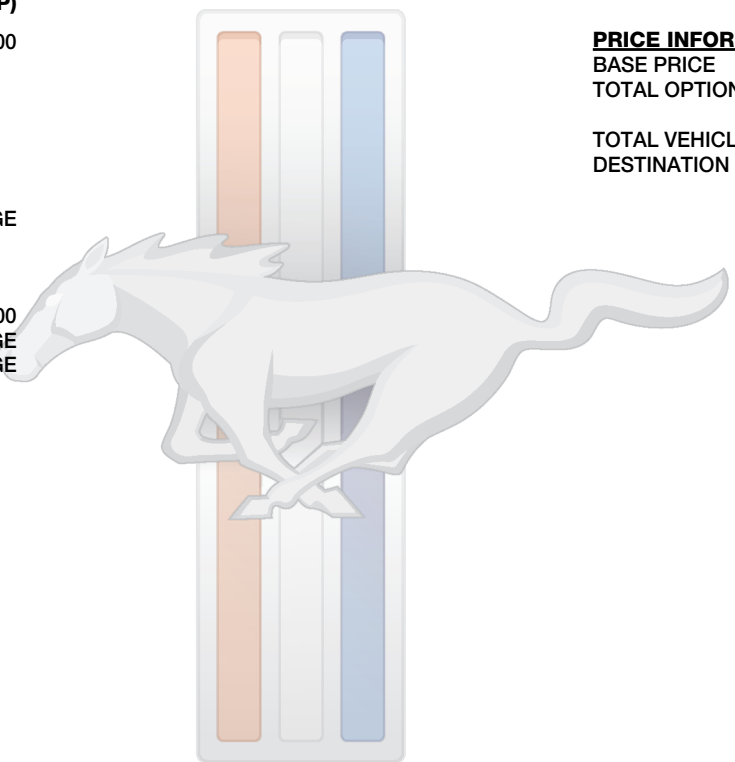 P)
00
GE
00
GE
GE
PRICE INFOR
BASE PRICE
TOTAL OPTION
TOTAL VEHICL
DESTINATION